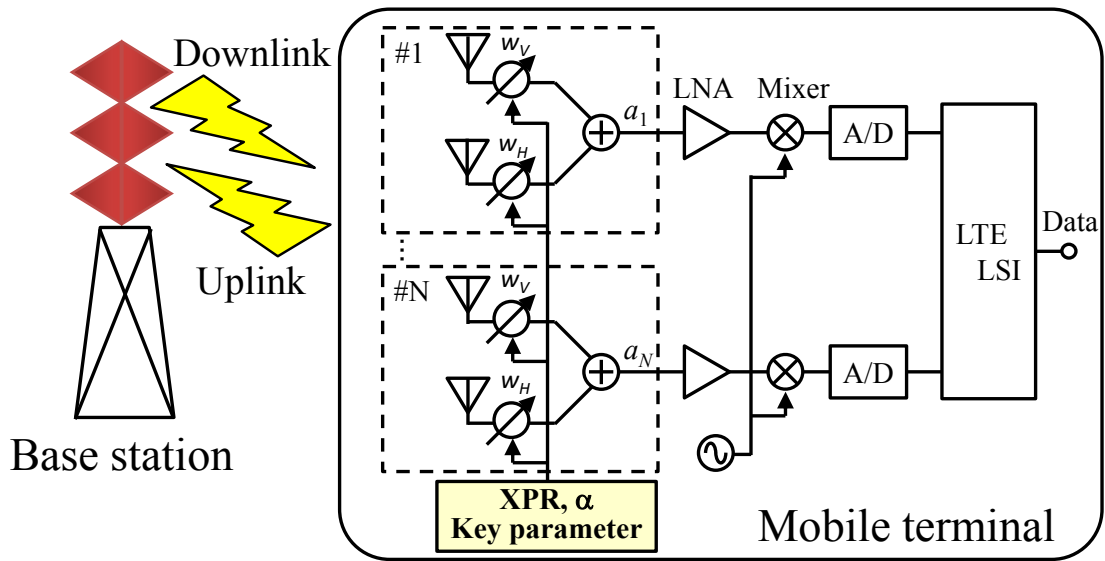 Downlink
Uplink
Base station
#1
w_V
w_H
a_1
LNA
Mixer
A/D
#N
w_V
w_H
a_N
A/D
LTE
LSI
Data
XPR, α
Key parameter
Mobile terminal